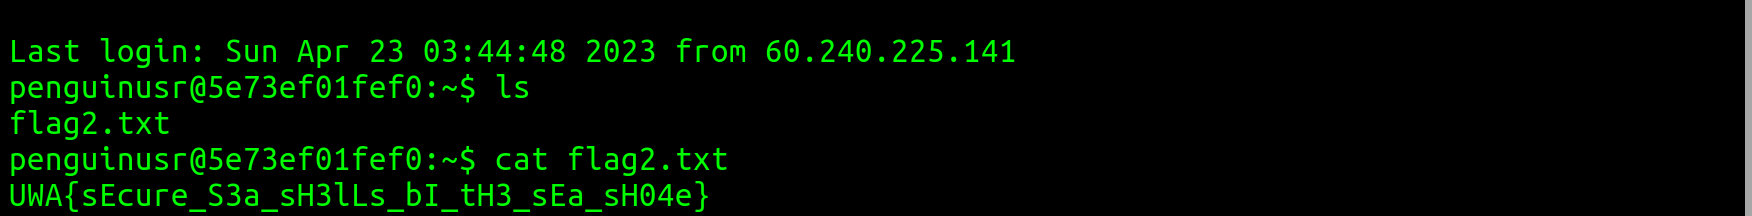 Last login: Sun Apr 23 03:44:48 2023 from 60.240.225.141
penguinusr@5e73ef01fef0:~$ ls
flag2.txt
penguinusr@5e73ef01fef0:~$ cat flag2.txt
UWA{sEcure_S3a_sH3lLs_bI_tH3_sEa_sH04e}